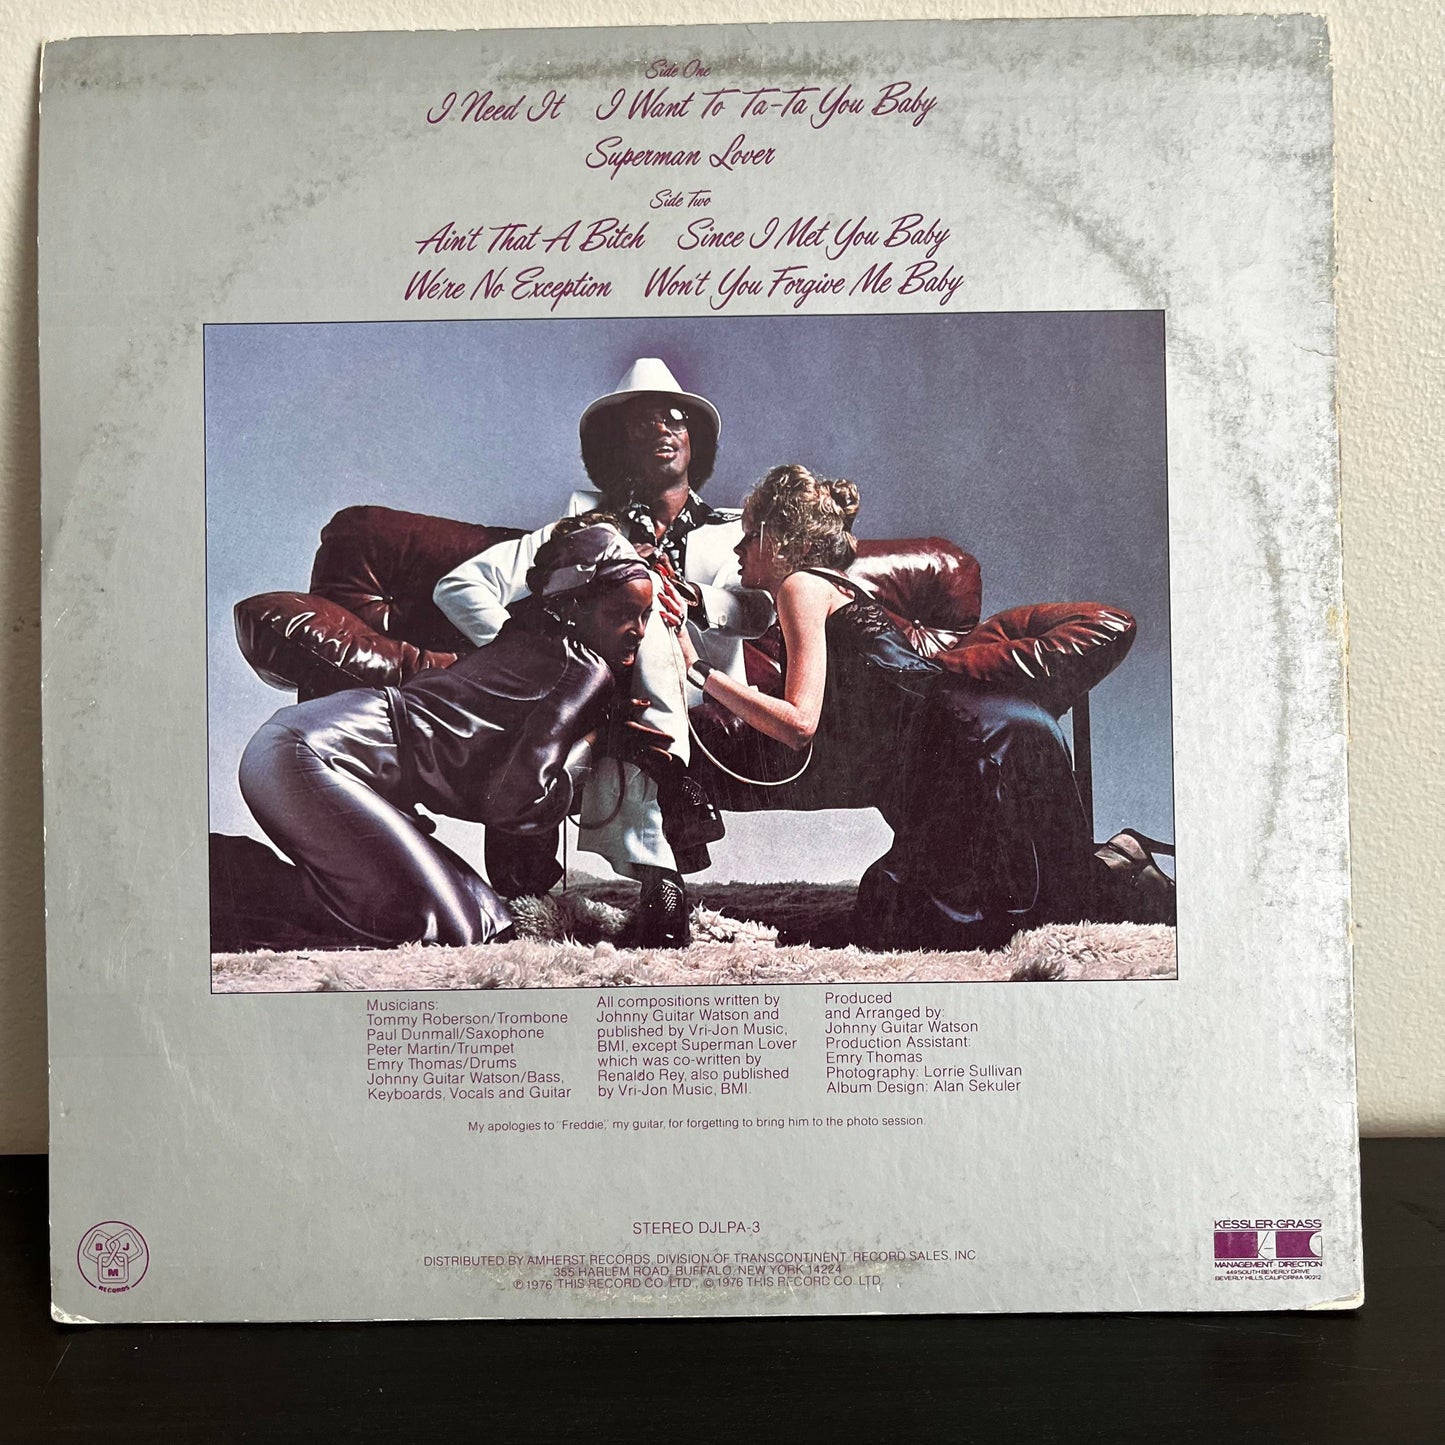 Side One
I Need It I Want To Ta-Ta You Baby
Superman Lover
Side Two
Ain't That A Bitch Since I Met You Baby
We're No Exception Won't You Forgive Me Baby
Musicians:
Tommy Roberson/Trombone
Paul Dunmall/Saxophone
Peter Martin/Trumpet
Emry Thomas/Drums
Johnny Guitar Watson/Bass,
Keyboards, Vocals and Guitar
All compositions written by
Johnny Guitar Watson and
published by Vri-Jon Music,
BMI, except Superman Lover
which was co-written by
Renaldo Rey, also published
by Vri-Jon Music, BMI.
Produced
and Arranged by:
Johnny Guitar Watson
Production Assistant:
Emry Thomas
Photography: Lorrie Sullivan
Album Design: Alan Sekuler
My apologies to "Freddie," my guitar, for forgetting to bring him to the photo session.
STEREO DJLPA-3
DISTRIBUTED BY AMHERST RECORDS, DIVISION OF TRANSCONTINENT RECORD SALES, INC.
355 HARLEM ROAD, BUFFALO, NEW YORK 14224
℗ 1976 THIS RECORD CO. LTD., © 1976 THIS RECORD CO. LTD.
DJM
RECORDS
KESSLER-GRASS
K-G
MANAGEMENT · DIRECTION
449 SOUTH BEVERLY DRIVE
BEVERLY HILLS, CALIFORNIA 90212